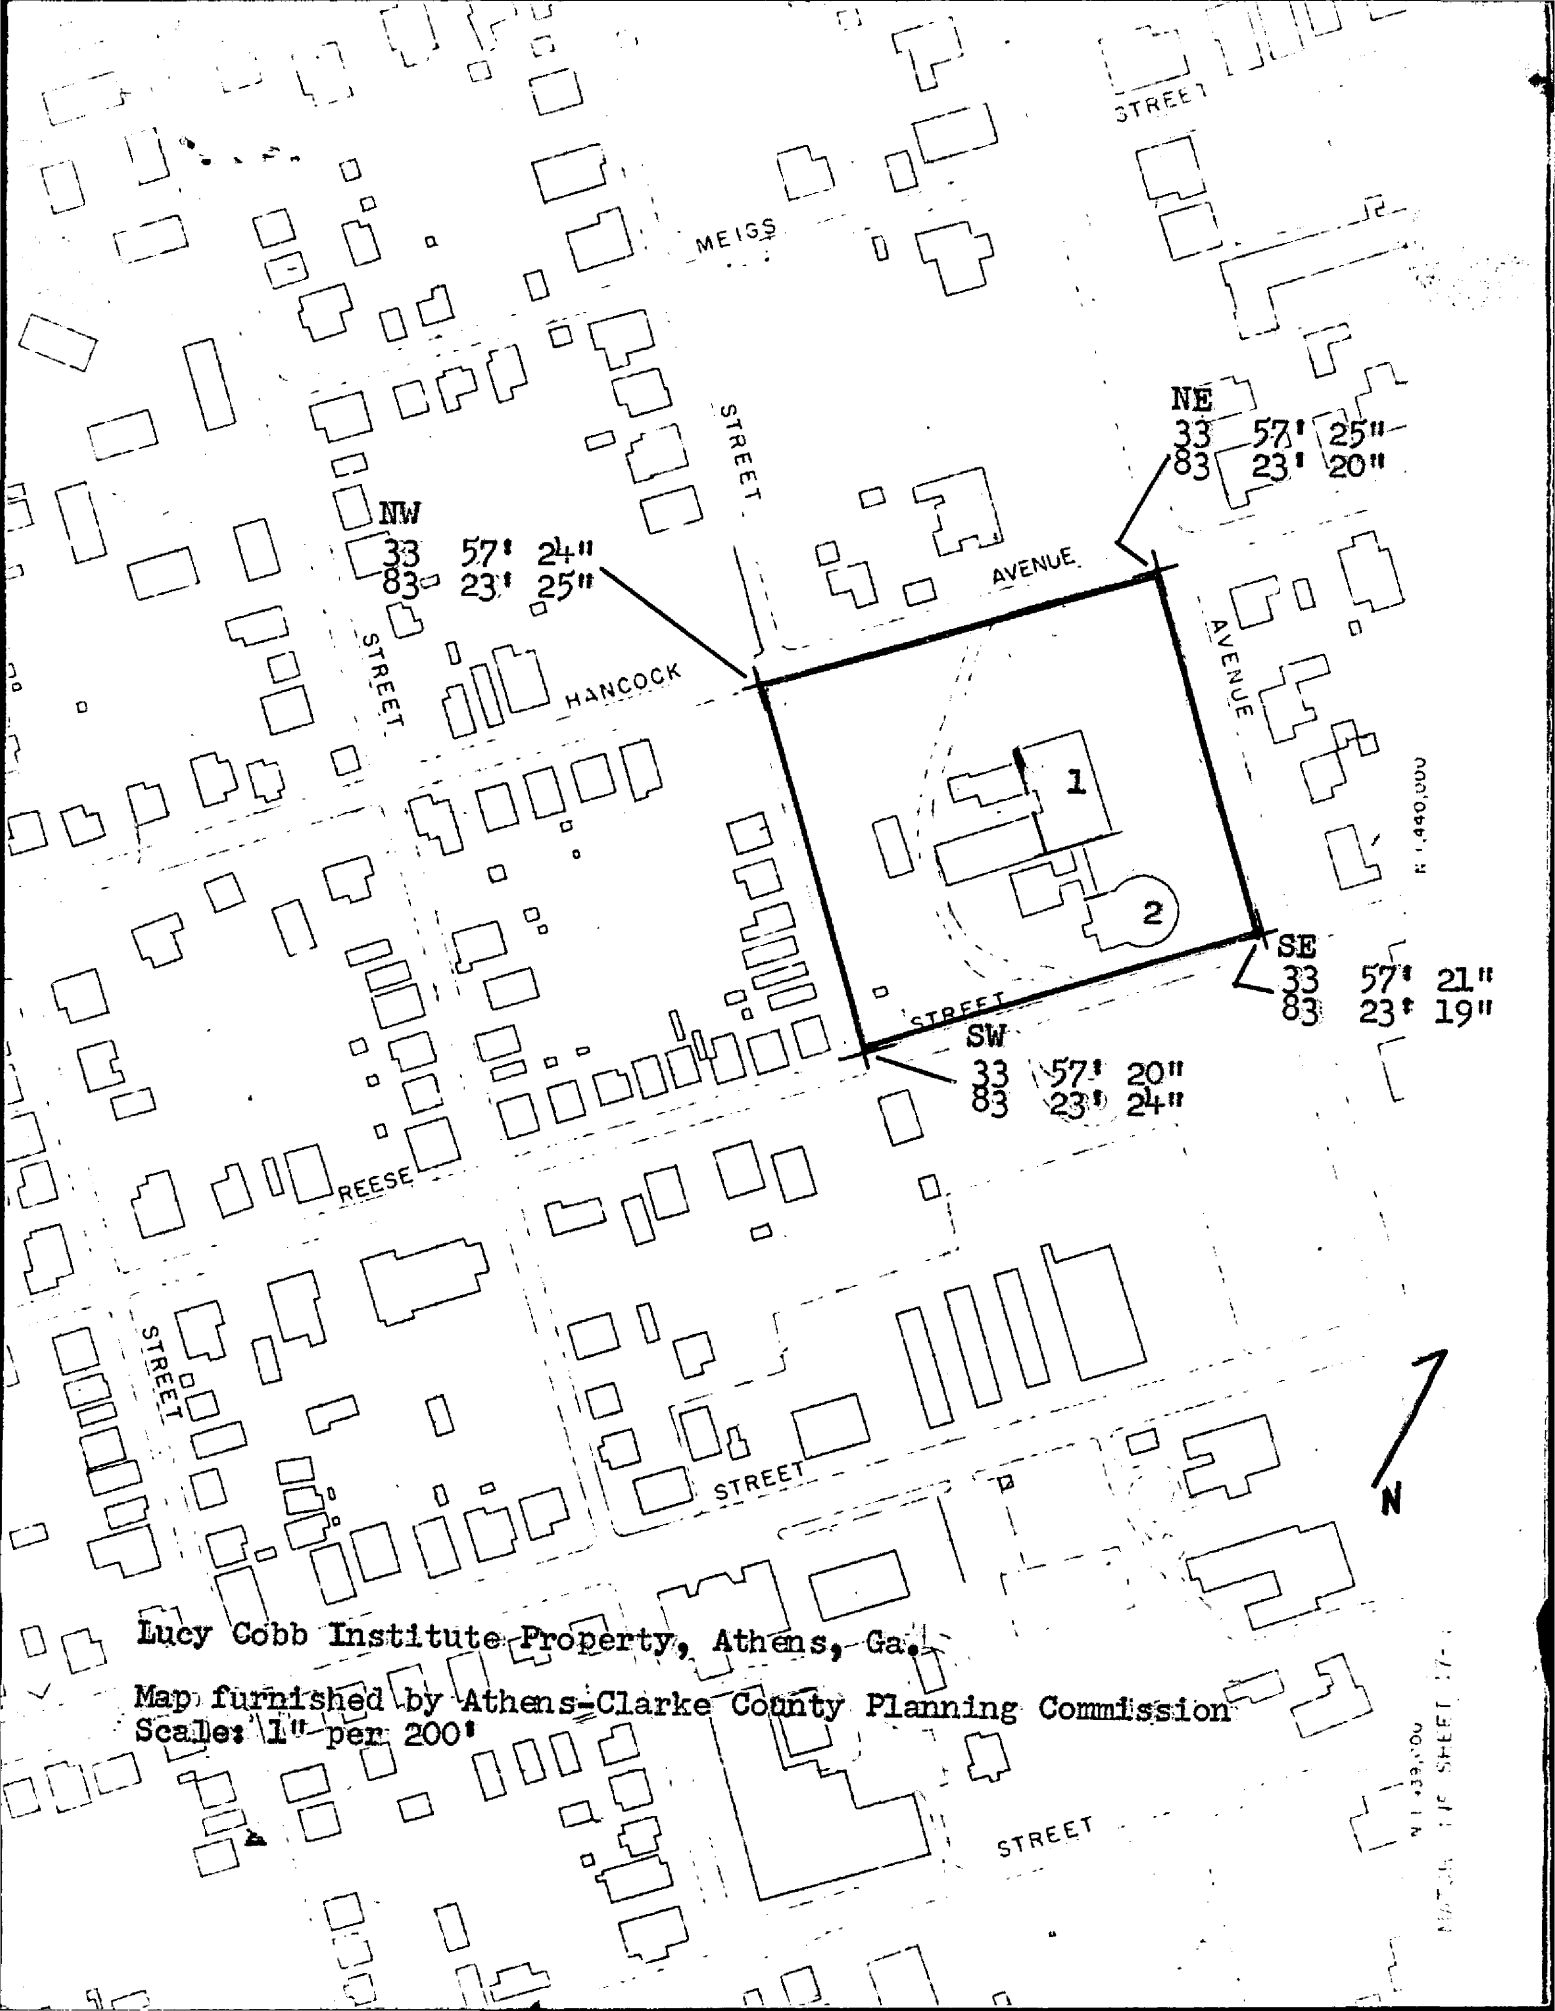 STREET
MEIGS
STREET
NE
33 57' 25"
83 23' 20"
NW
33 57' 24"
83 23' 25"
AVENUE
STREET
HANCOCK
AVENUE
1
2
SE
33 57' 21"
83 23' 19"
STREET
SW
33 57' 20"
83 23' 24"
REESE
STREET
STREET
N
Lucy Cobb Institute Property, Athens, Ga.
Map furnished by Athens-Clarke County Planning Commission
Scale: 1" per 200'
STREET
SHEET